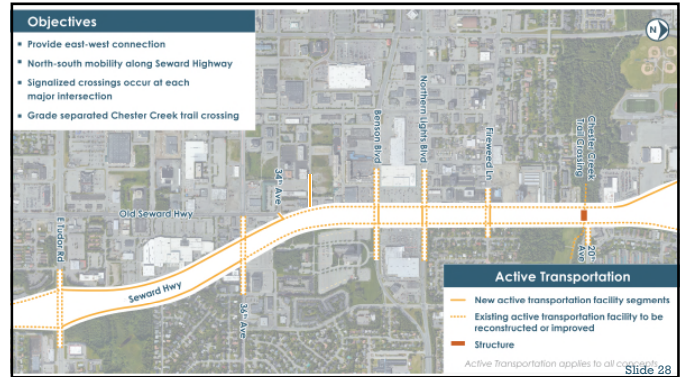 Objectives
▪ Provide east-west connection
▪ North-south mobility along Seward Highway
▪ Signalized crossings occur at each
major intersection
▪ Grade separated Chester Creek trail crossing
N
E Tudor Rd
Old Seward Hwy
Seward Hwy
34th Ave
36th Ave
Benson Blvd
Northern Lights Blvd
Fireweed Ln
Chester Creek
Trail Crossing
20th
Ave
Active Transportation
New active transportation facility segments
Existing active transportation facility to be
reconstructed or improved
Structure
Active Transportation applies to all concepts
Slide 28